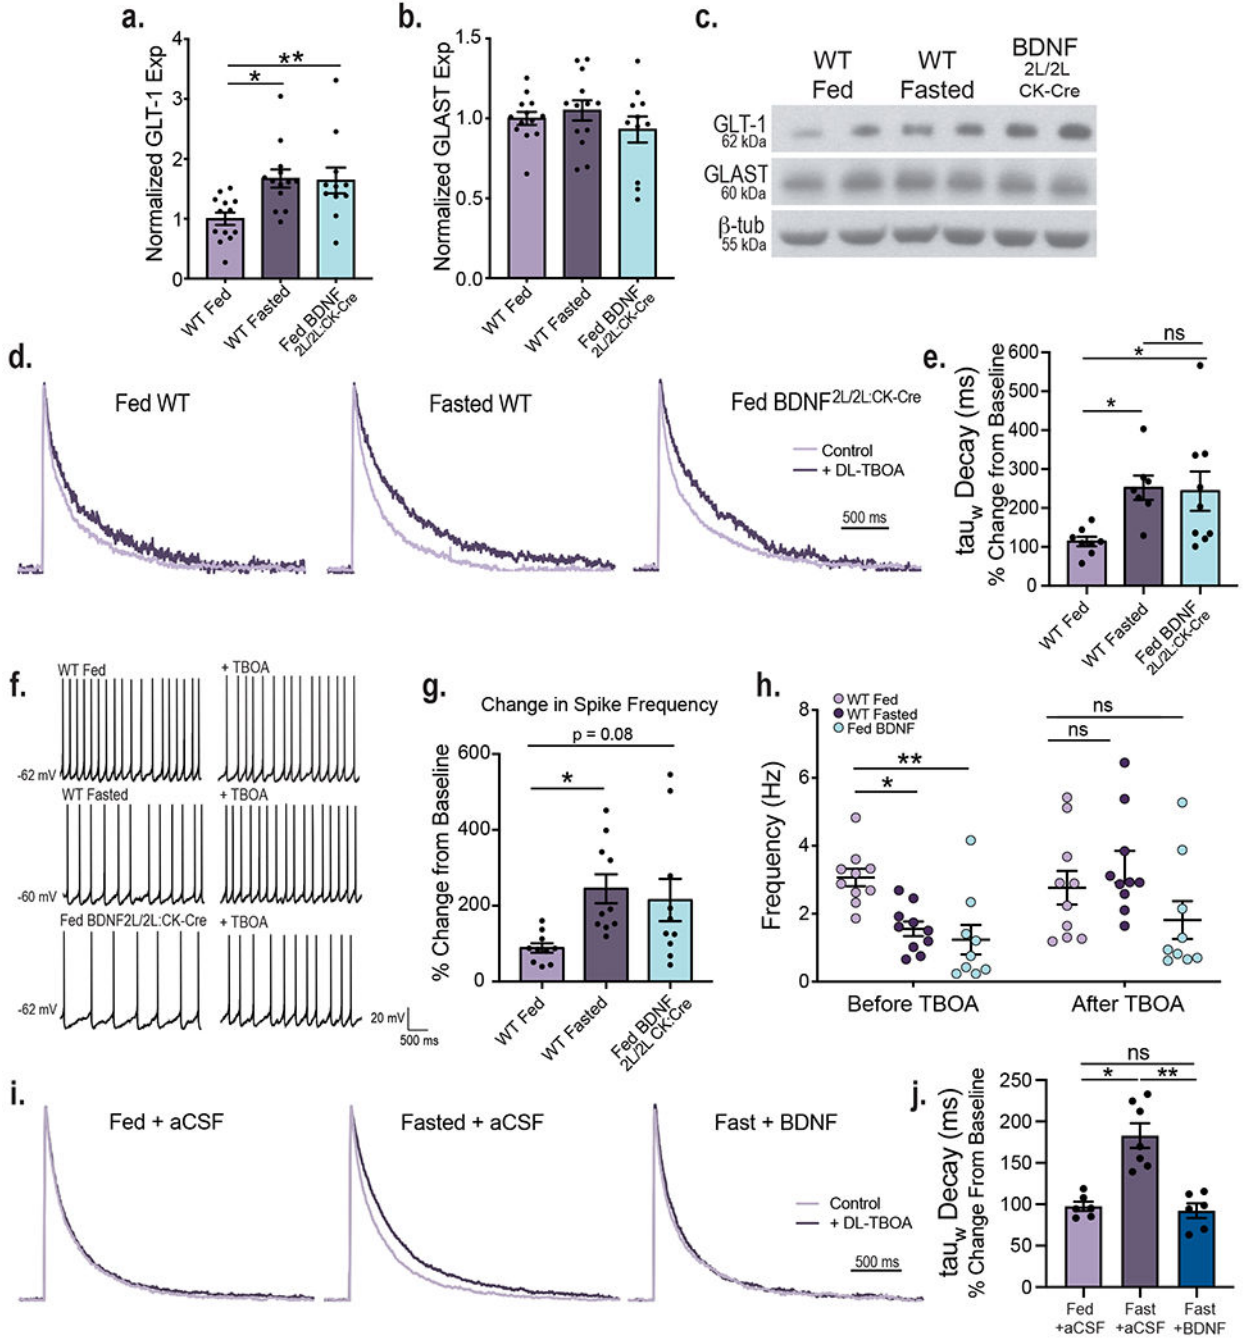 a.
Normalized GLT-1 Exp
4
3
2
1
0
*
**
WT Fed
WT Fasted
Fed BDNF
2L/2L:CK-Cre
b.
Normalized GLAST Exp
1.5
1.0
0.5
0.0
WT Fed
WT Fasted
Fed BDNF
2L/2L:CK-Cre
c.
WT
Fed
WT
Fasted
BDNF
2L/2L
CK-Cre
GLT-1
62 kDa
GLAST
60 kDa
β-tub
55 kDa
d.
Fed WT
Fasted WT
Fed BDNF2L/2L:CK-Cre
Control
+ DL-TBOA
500 ms
e.
tauw Decay (ms)
% Change from Baseline
600
500
400
300
200
100
0
ns
*
*
WT Fed
WT Fasted
Fed BDNF
2L/2L:CK-Cre
f.
WT Fed
+ TBOA
-62 mV
WT Fasted
+ TBOA
-60 mV
Fed BDNF2L/2L:CK-Cre
+ TBOA
-62 mV
20 mV
500 ms
g.
Change in Spike Frequency
p = 0.08
*
% Change from Baseline
600
400
200
0
WT Fed
WT Fasted
Fed BDNF
2L/2L CK:Cre
h.
WT Fed
WT Fasted
Fed BDNF
Frequency (Hz)
8
6
4
2
0
**
*
ns
ns
Before TBOA
After TBOA
i.
Fed + aCSF
Fasted + aCSF
Fast + BDNF
Control
+ DL-TBOA
500 ms
j.
tauw Decay (ms)
% Change From Baseline
250
200
150
100
50
0
ns
*
**
Fed
+aCSF
Fast
+aCSF
Fast
+BDNF